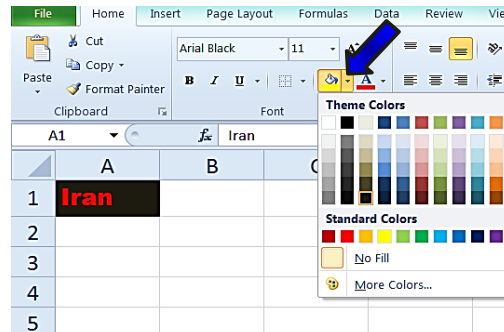 File Home Insert Page Layout Formulas Data Review
Cut
Copy
Paste
Format Painter
Arial Black 11
B I U A
Clipboard Font
A1 fx Iran
A B
1 Iran
2
3
4
5
Theme Colors
Standard Colors
No Fill
More Colors...